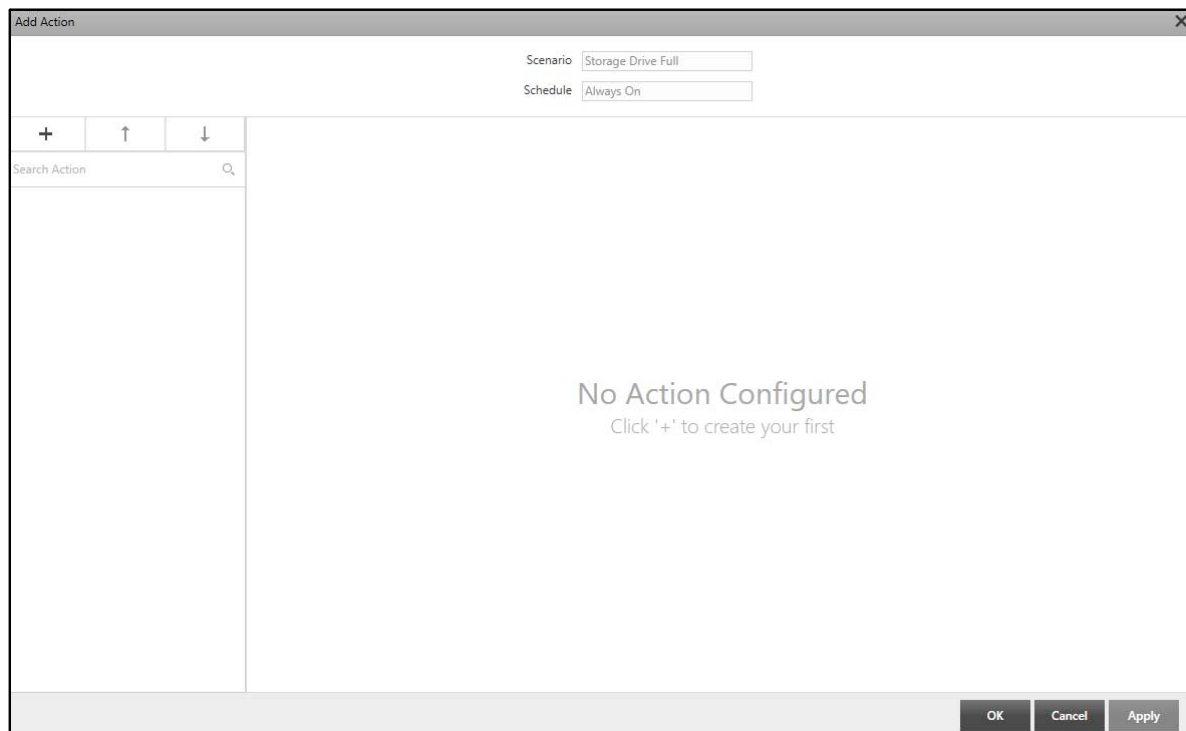 Add Action
Scenario Storage Drive Full
Schedule Always On
Search Action
No Action Configured
Click '+' to create your first
OK Cancel Apply